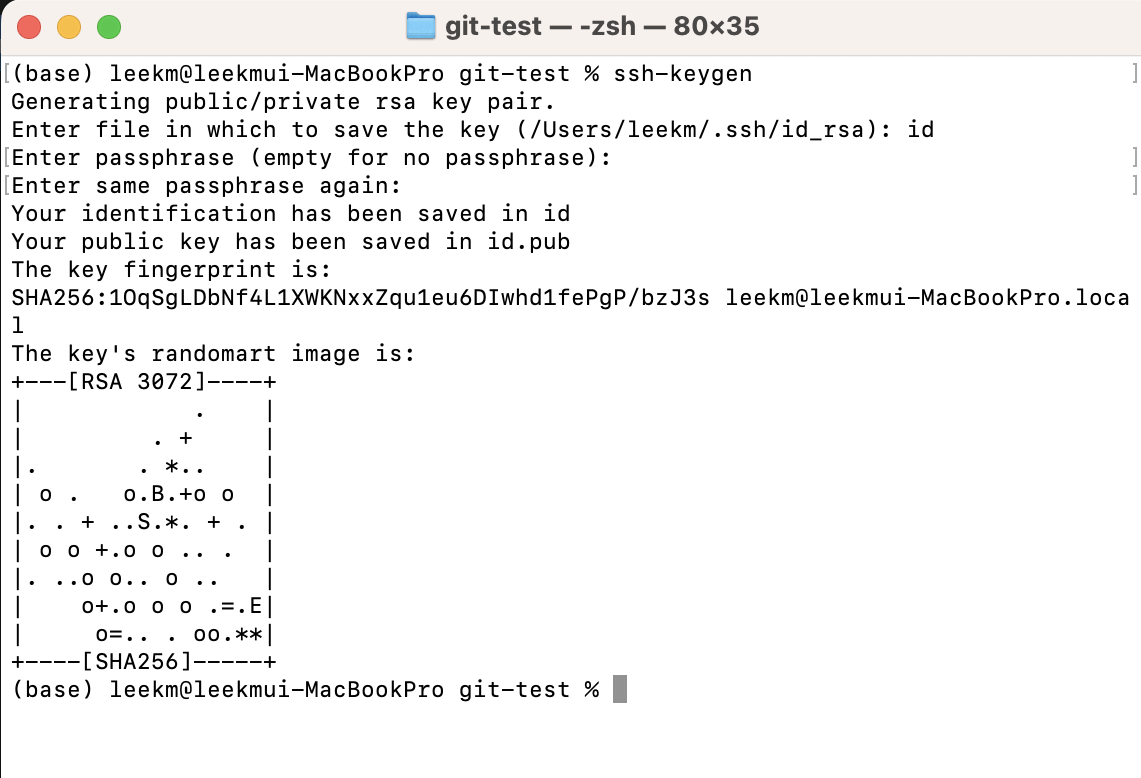 git-test — -zsh — 80×35
(base) leekm@leekmui-MacBookPro git-test % ssh-keygen
Generating public/private rsa key pair.
Enter file in which to save the key (/Users/leekm/.ssh/id_rsa): id
Enter passphrase (empty for no passphrase):
Enter same passphrase again:
Your identification has been saved in id
Your public key has been saved in id.pub
The key fingerprint is:
SHA256:1OqSgLDbNf4L1XWKNxxZqu1eu6DIwhd1fePgP/bzJ3s leekm@leekmui-MacBookPro.loca
l
The key's randomart image is:
+---[RSA 3072]----+
|            .    |
|         . +     |
|.       . *..    |
| o .   o.B.+o o  |
|. . + ..S.*. + . |
| o o +.o o .. .  |
|. ..o o.. o ..   |
|    o+.o o o .=.E|
|     o=.. . oo.**|
+----[SHA256]-----+
(base) leekm@leekmui-MacBookPro git-test %